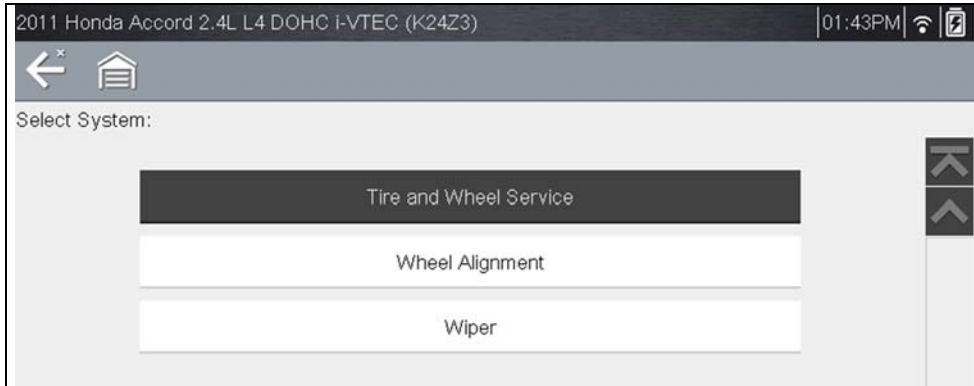 2011 Honda Accord 2.4L L4 DOHC i-VTEC (K24Z3) 01:43PM
Select System:
Tire and Wheel Service
Wheel Alignment
Wiper